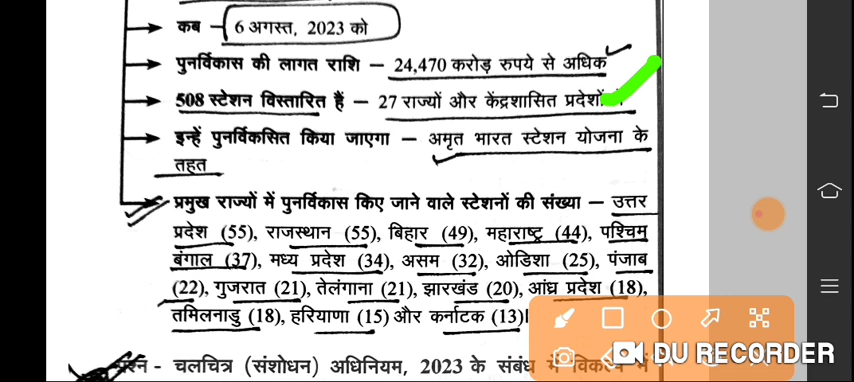 कब – 6 अगस्त, 2023 को
पुनर्विकास की लागत राशि – 24,470 करोड़ रुपये से अधिक
508 स्टेशन विस्तारित हैं – 27 राज्यों और केंद्रशासित प्रदेशों
इन्हें पुनर्विकसित किया जाएगा – अमृत भारत स्टेशन योजना के
तहत
प्रमुख राज्यों में पुनर्विकास किए जाने वाले स्टेशनों की संख्या – उत्तर
प्रदेश (55), राजस्थान (55), बिहार (49), महाराष्ट्र (44), पश्चिम
बंगाल (37), मध्य प्रदेश (34), असम (32), ओडिशा (25), पंजाब
(22), गुजरात (21), तेलंगाना (21), झारखंड (20), आंध्र प्रदेश (18),
तमिलनाडु (18), हरियाणा (15) और कर्नाटक (13)।
DU RECORDER
प्रश्न - चलचित्र (संशोधन) अधिनियम, 2023 के संबंध में विकल्प में